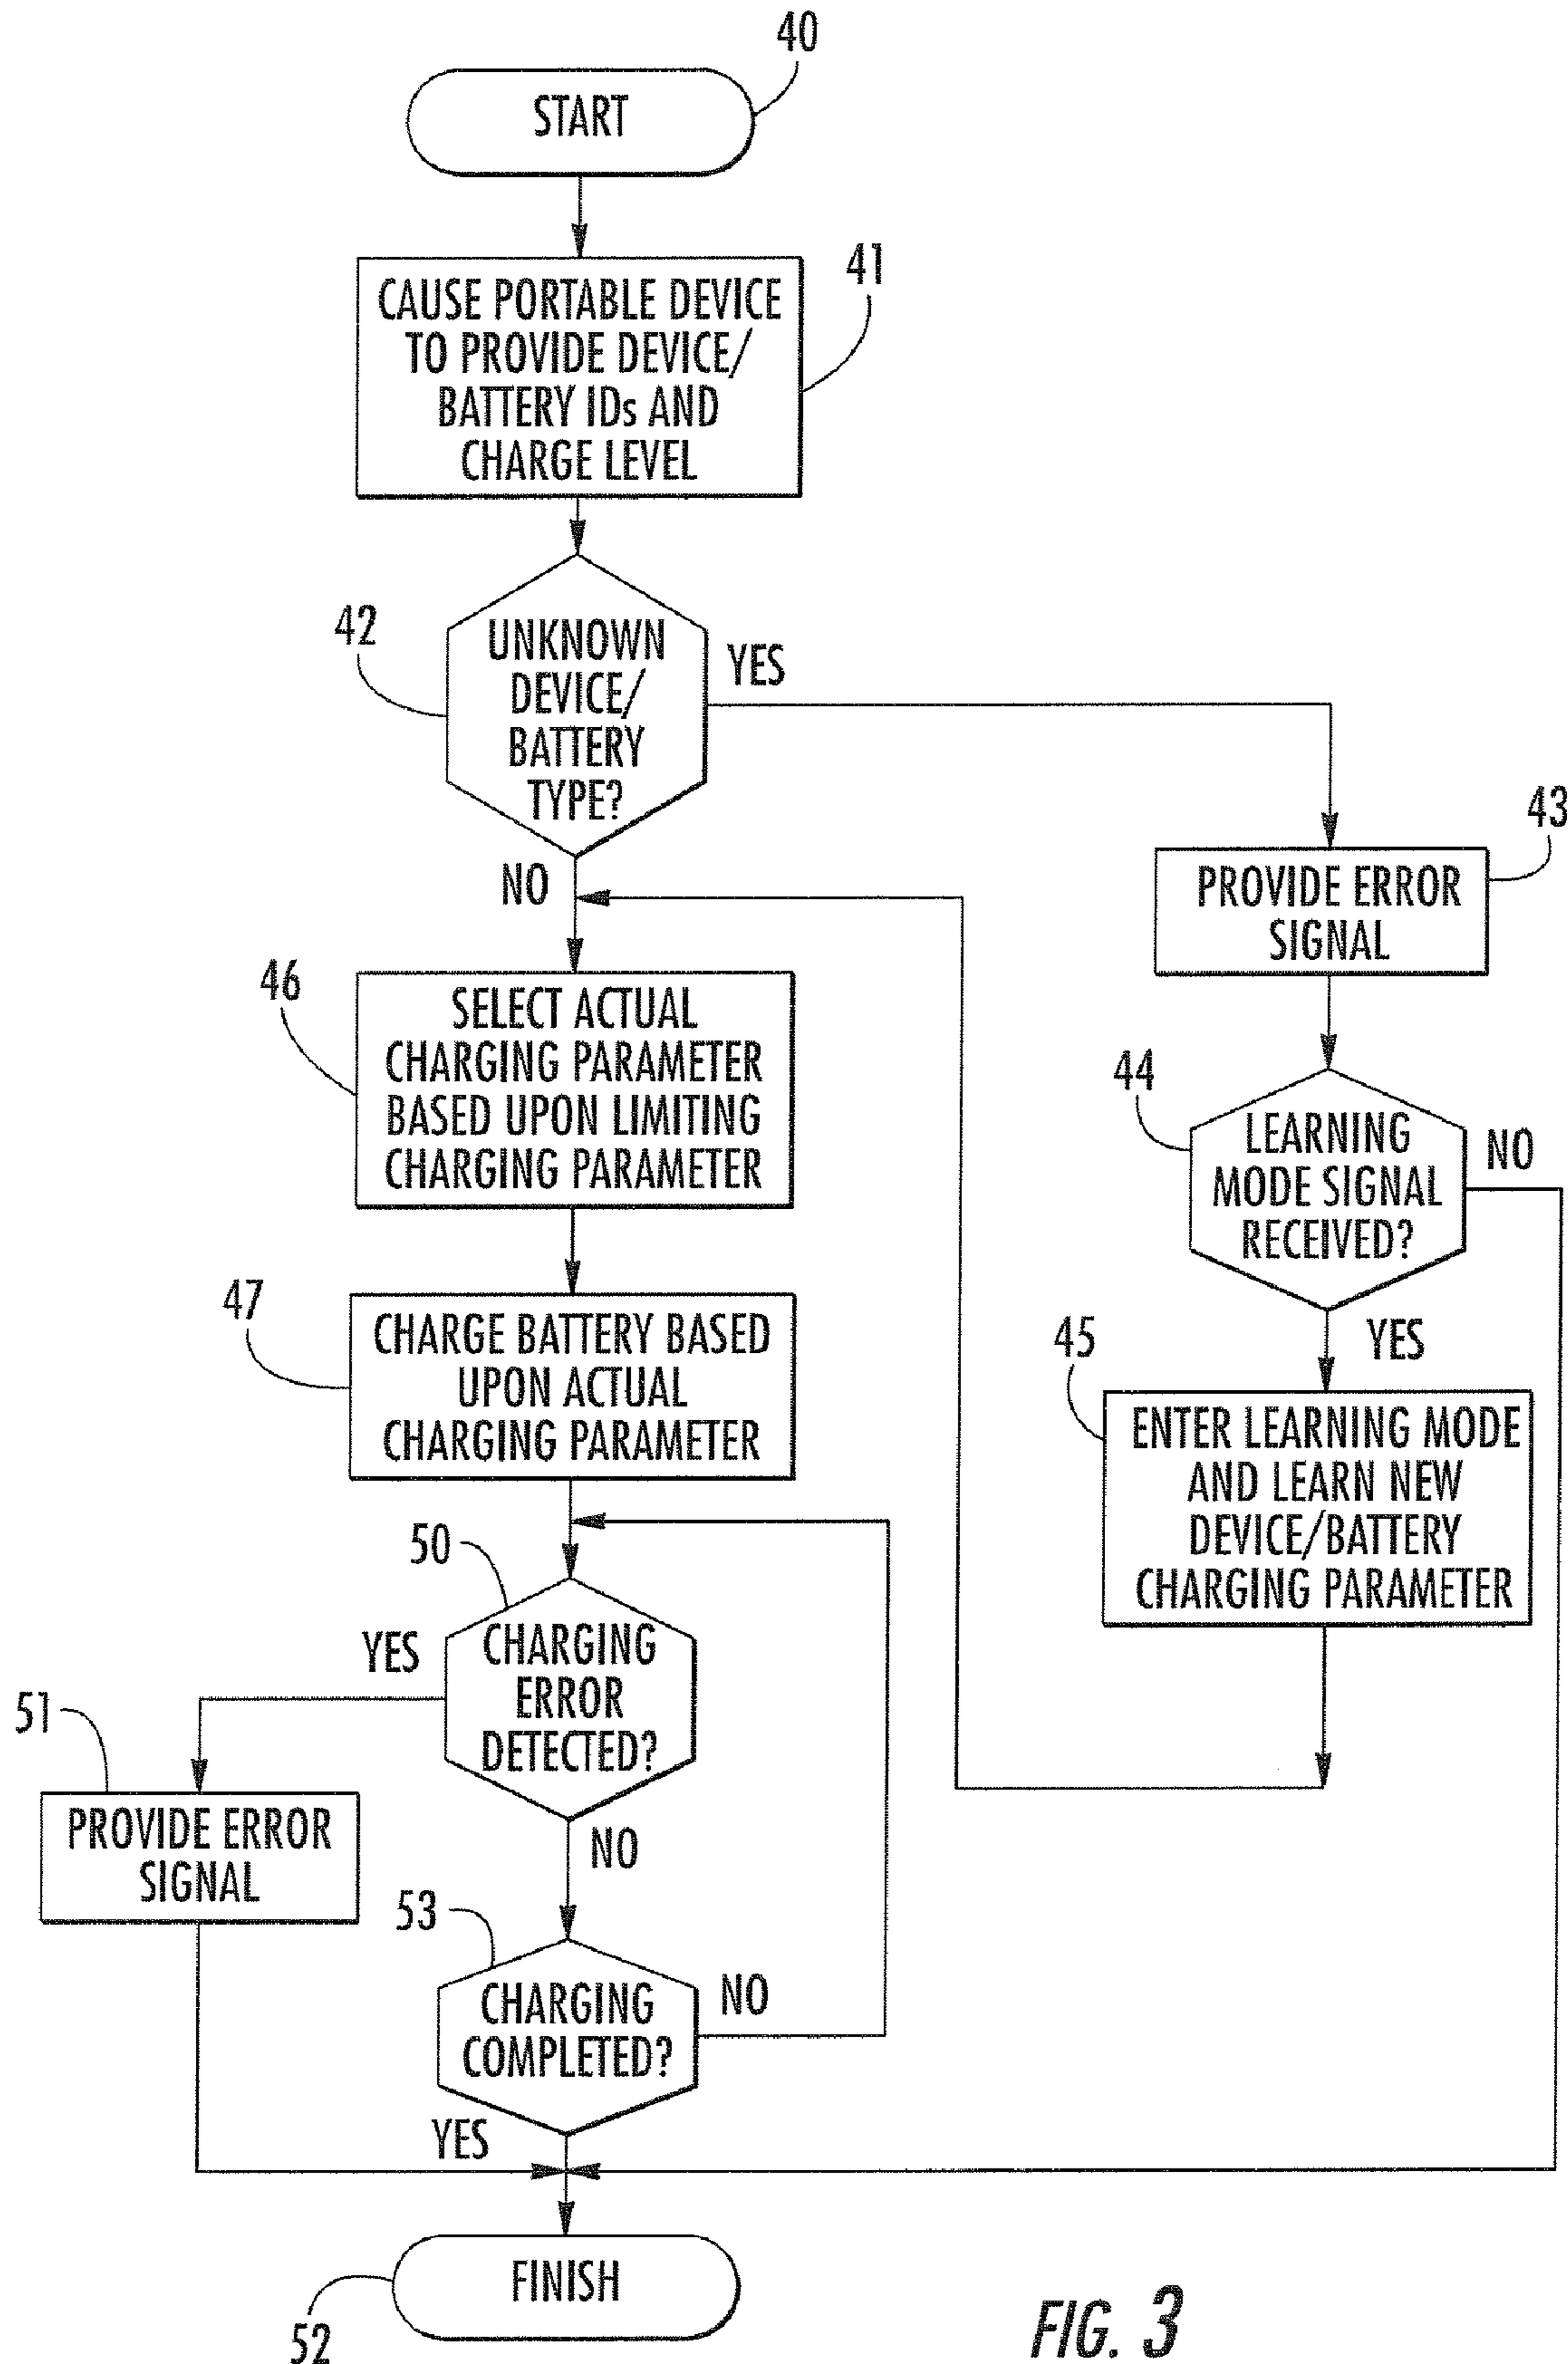 40
START
41
CAUSE PORTABLE DEVICE
TO PROVIDE DEVICE/
BATTERY IDs AND
CHARGE LEVEL
42
UNKNOWN
DEVICE/
BATTERY
TYPE?
YES
NO
43
PROVIDE ERROR
SIGNAL
46
SELECT ACTUAL
CHARGING PARAMETER
BASED UPON LIMITING
CHARGING PARAMETER
44
LEARNING
MODE SIGNAL
RECEIVED?
NO
YES
47
CHARGE BATTERY BASED
UPON ACTUAL
CHARGING PARAMETER
45
ENTER LEARNING MODE
AND LEARN NEW
DEVICE/BATTERY
CHARGING PARAMETER
50
CHARGING
ERROR
DETECTED?
YES
NO
51
PROVIDE ERROR
SIGNAL
53
CHARGING
COMPLETED?
NO
YES
FINISH
52
FIG. 3